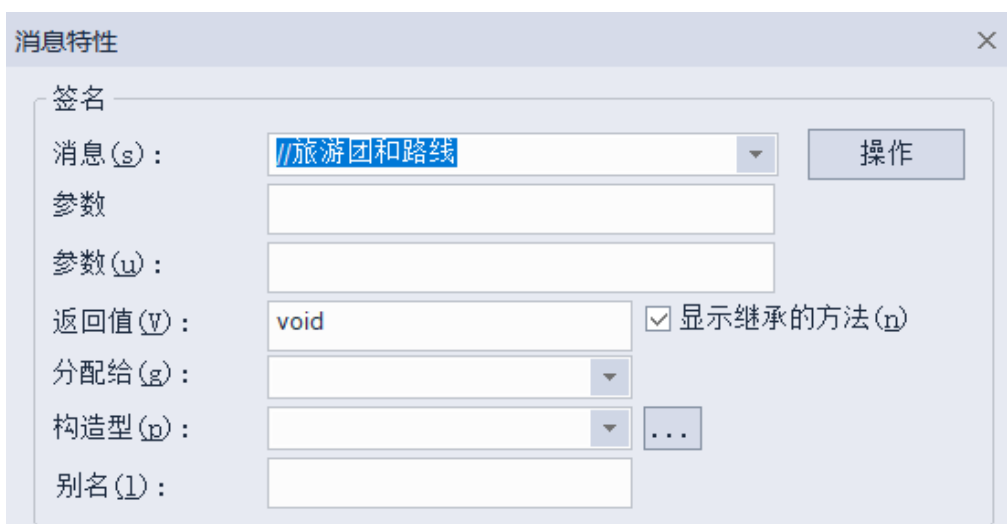 消息特性
签名
消息(s)： //旅游团和路线 操作
参数
参数(u)：
返回值(V)： void 显示继承的方法(n)
分配给(g)：
构造型(p)： ...
别名(l)：